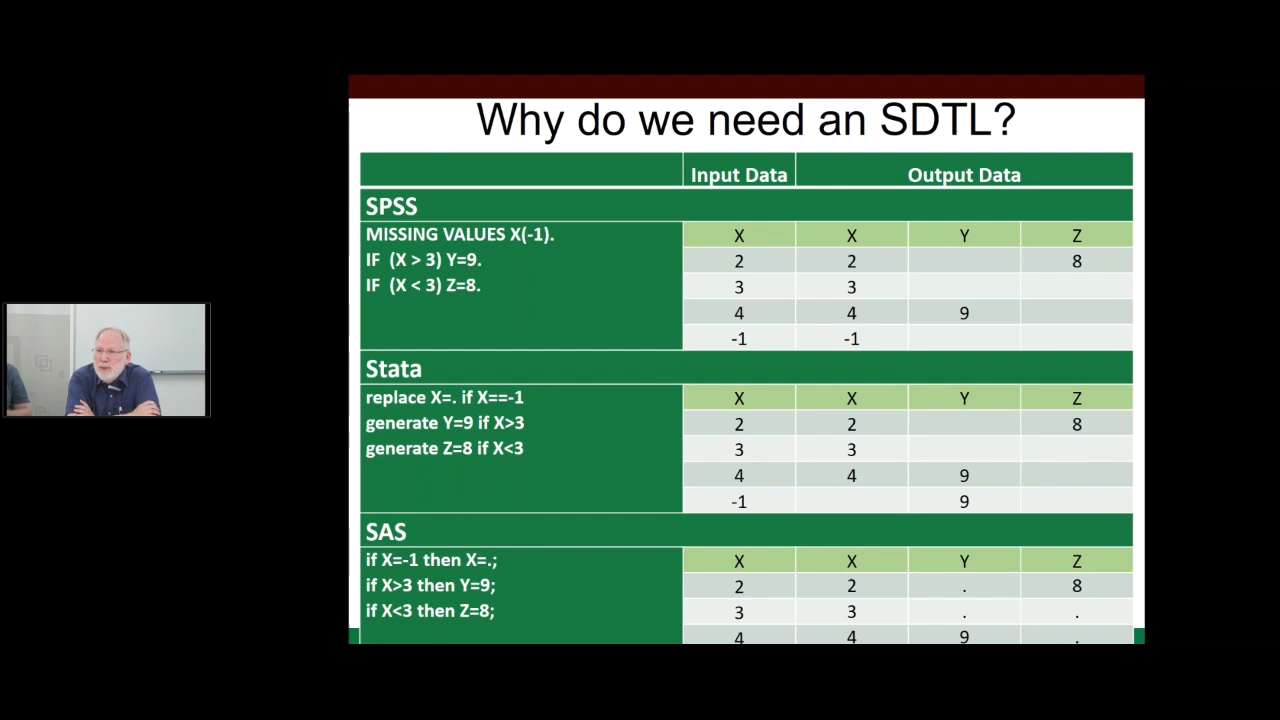 Why do we need an SDTL?
Input Data Output Data
SPSS
MISSING VALUES X(-1). X X Y Z
IF (X > 3) Y=9. 2 2 8
IF (X < 3) Z=8. 3 3
4 4 9
-1 -1
Stata
replace X=. if X==-1 X X Y Z
generate Y=9 if X>3 2 2 8
generate Z=8 if X<3 3 3
4 4 9
-1 9
SAS
if X=-1 then X=.; X X Y Z
if X>3 then Y=9; 2 2 . 8
if X<3 then Z=8; 3 3 . .
4 4 9 .